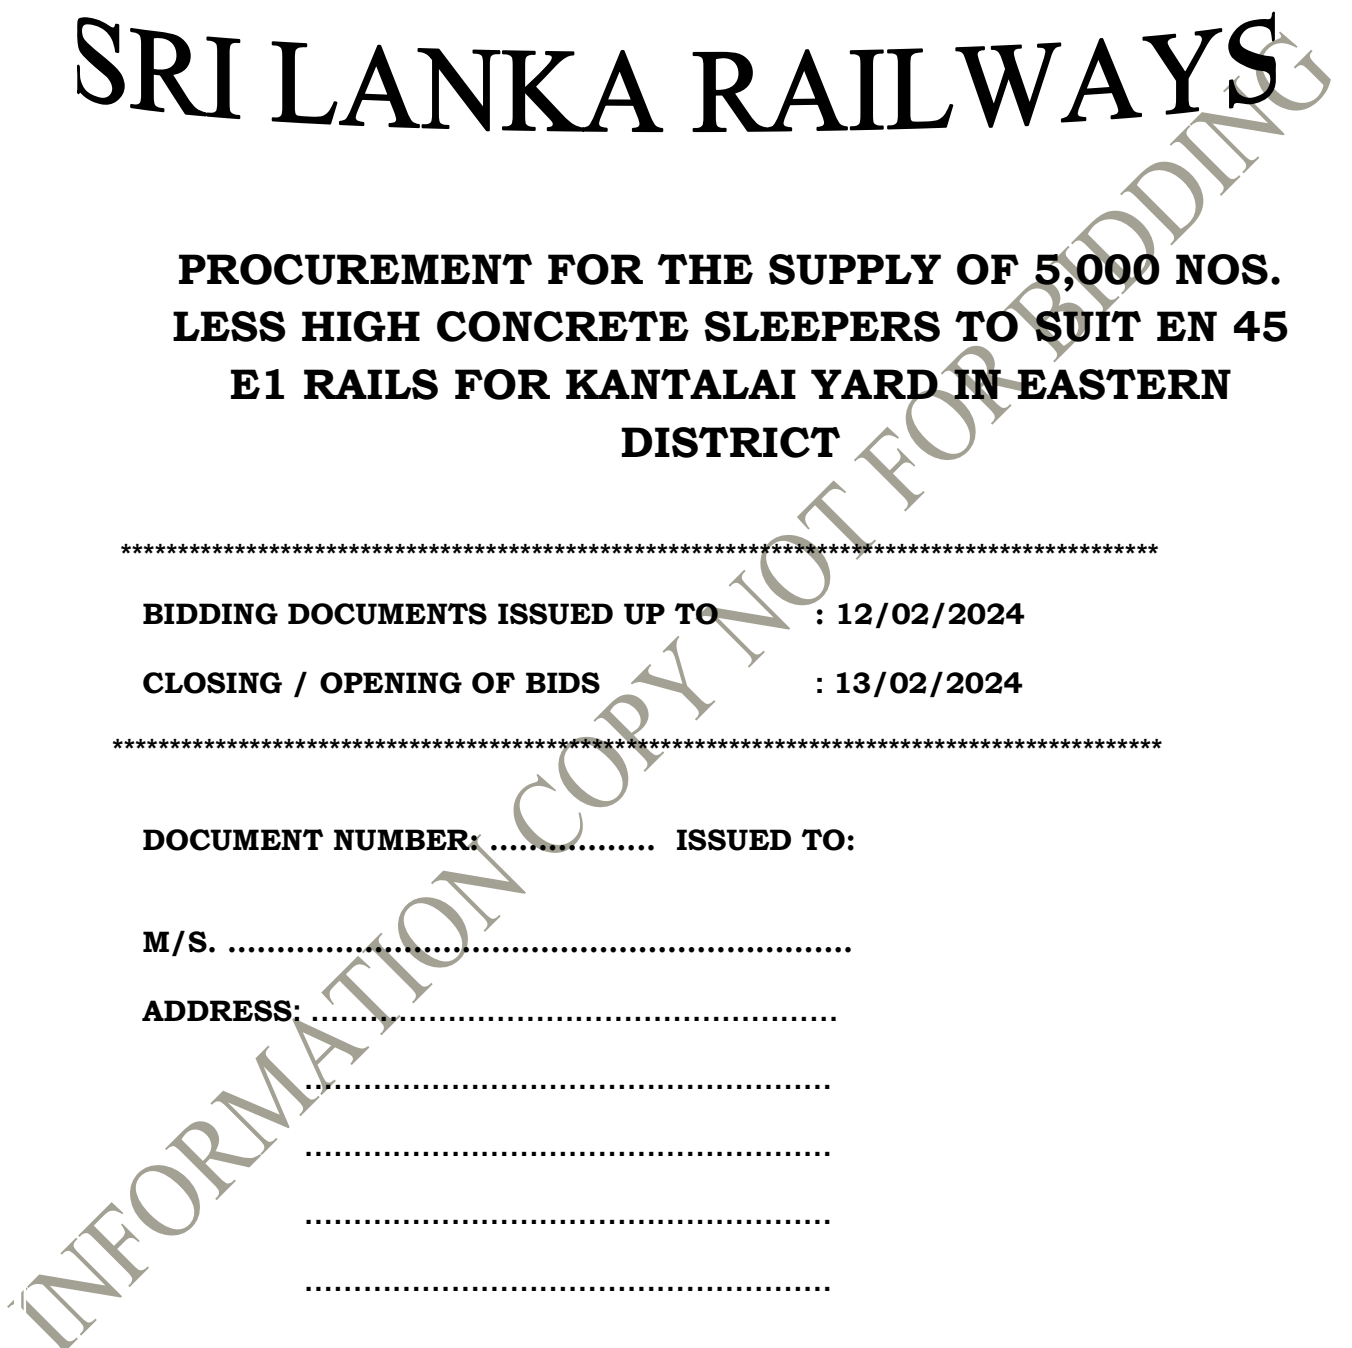 SRI LANKA RAILWAYS
PROCUREMENT FOR THE SUPPLY OF 5,000 NOS.
LESS HIGH CONCRETE SLEEPERS TO SUIT EN 45
E1 RAILS FOR KANTALAI YARD IN EASTERN
DISTRICT
*******************************************************************************************
BIDDING DOCUMENTS ISSUED UP TO : 12/02/2024
CLOSING / OPENING OF BIDS : 13/02/2024
********************************************************************************************
DOCUMENT NUMBER: ................. ISSUED TO:
M/S. ................................................................
ADDRESS: ......................................................
......................................................
......................................................
......................................................
......................................................
INFORMATION COPY NOT FOR BIDDING